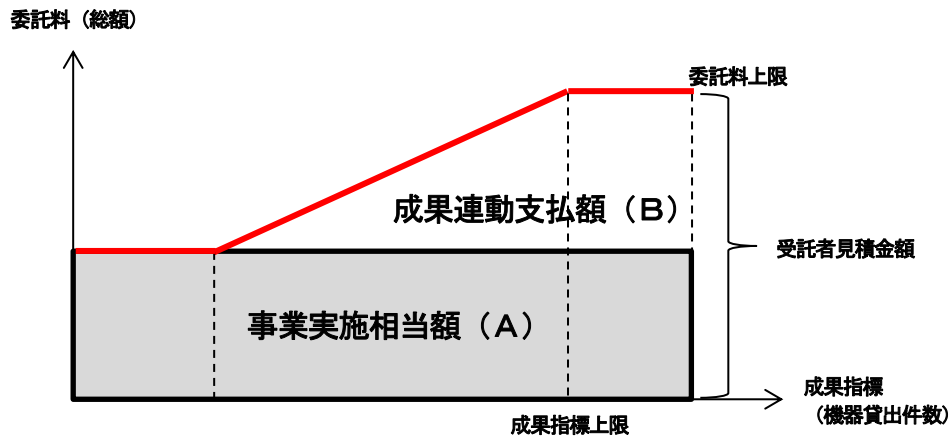 委託料（総額）
委託料上限
成果連動支払額（Ｂ）
受託者見積金額
事業実施相当額（Ａ）
成果指標
（機器貸出件数）
成果指標上限